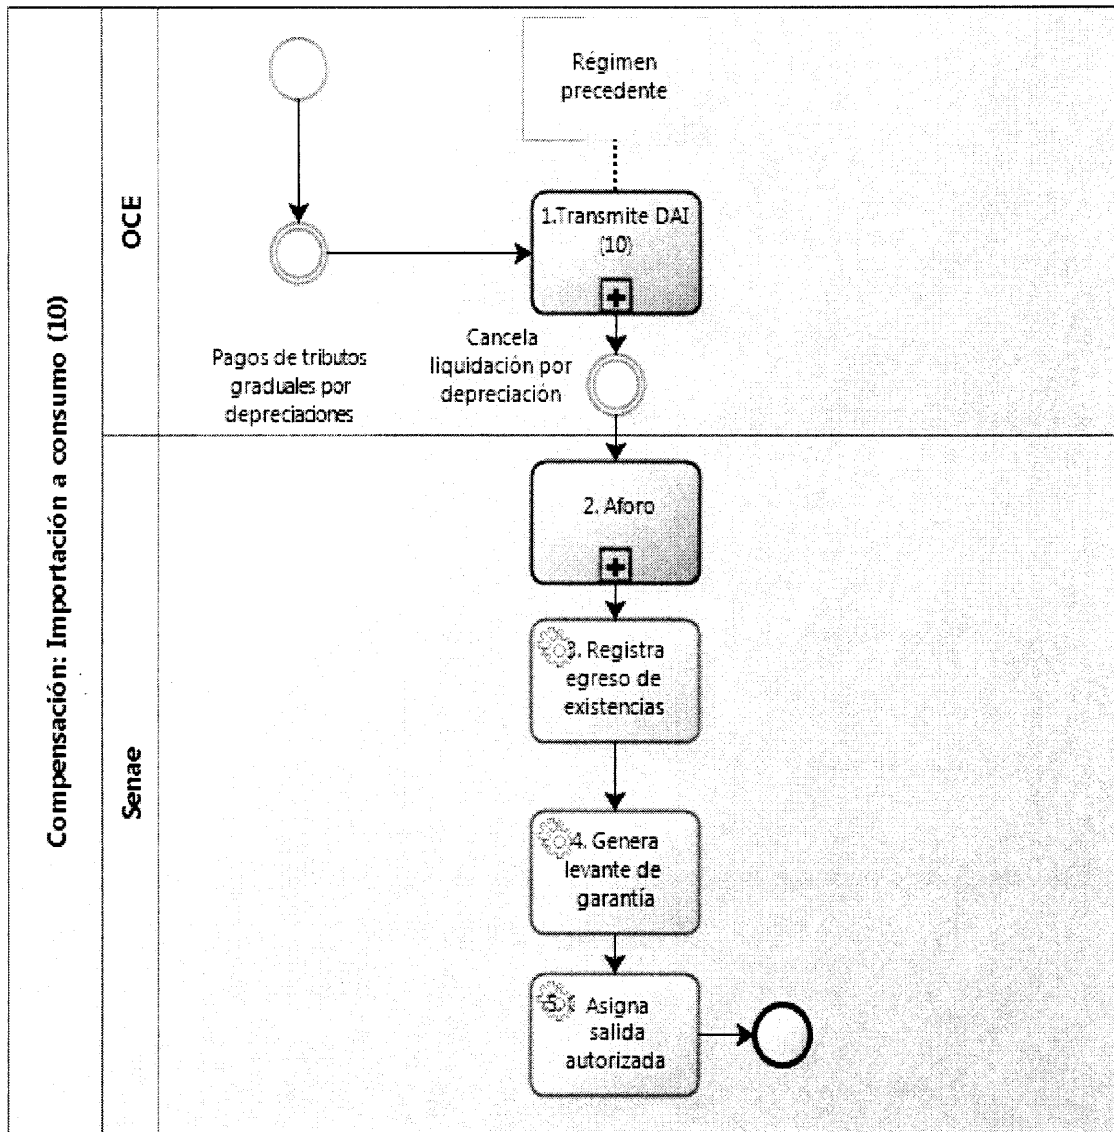 Compensación: Importación a consumo (10)
OCE
Régimen
precedente
1.Transmite DAI
(10)
Pagos de tributos
graduales por
depreciaciones
Cancela
liquidación por
depreciación
Senae
2. Aforo
3. Registra
egreso de
existencias
4. Genera
levante de
garantía
5. Asigna
salida
autorizada